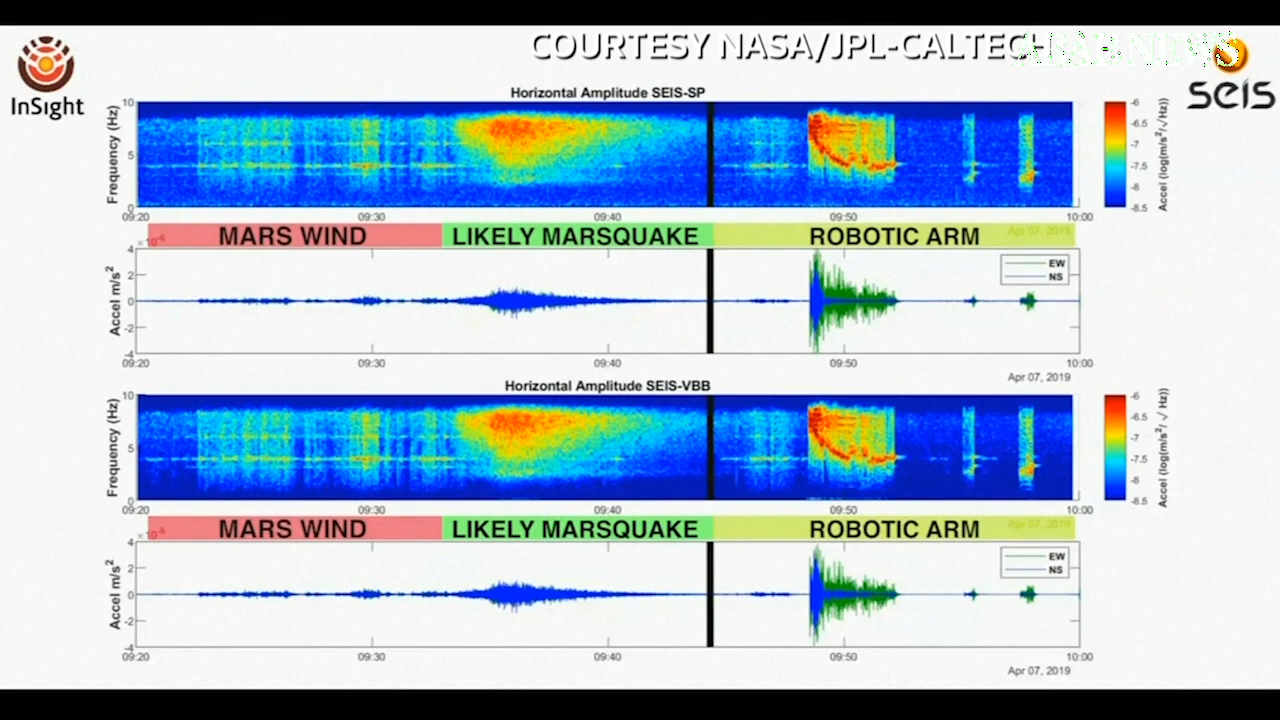 COURTESY NASA/JPL-CALTECH
ARAB NEWS
InSight
seis
Horizontal Amplitude SEIS-SP
Frequency (Hz)
10
5
0
09:20 09:30 09:40 09:50 10:00
-6
-6.5
-7
-7.5
-8
-8.5
Accel (log(m/s²/√Hz))
Apr 07, 2019
MARS WIND LIKELY MARSQUAKE ROBOTIC ARM
Accel m/s²
4
2
0
-2
-4
EW
NS
09:20 09:30 09:40 09:50 10:00
Apr 07, 2019
Horizontal Amplitude SEIS-VBB
Frequency (Hz)
10
5
0
09:20 09:30 09:40 09:50 10:00
-6
-6.5
-7
-7.5
-8
-8.5
Accel (log(m/s²/√ Hz))
Apr 07, 2019
MARS WIND LIKELY MARSQUAKE ROBOTIC ARM
Accel m/s²
4
2
0
-2
-4
EW
NS
09:20 09:30 09:40 09:50 10:00
Apr 07, 2019